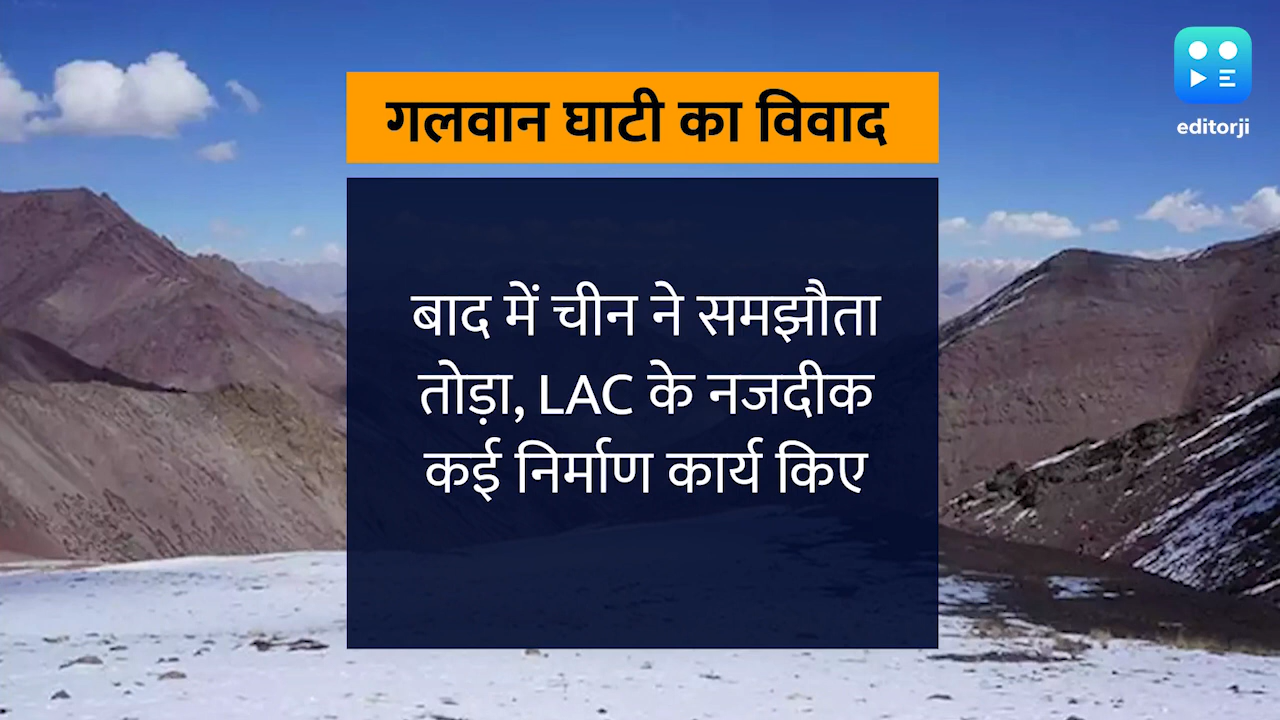 editorji
गलवान घाटी का विवाद
बाद में चीन ने समझौता
तोड़ा, LAC के नजदीक
कई निर्माण कार्य किए